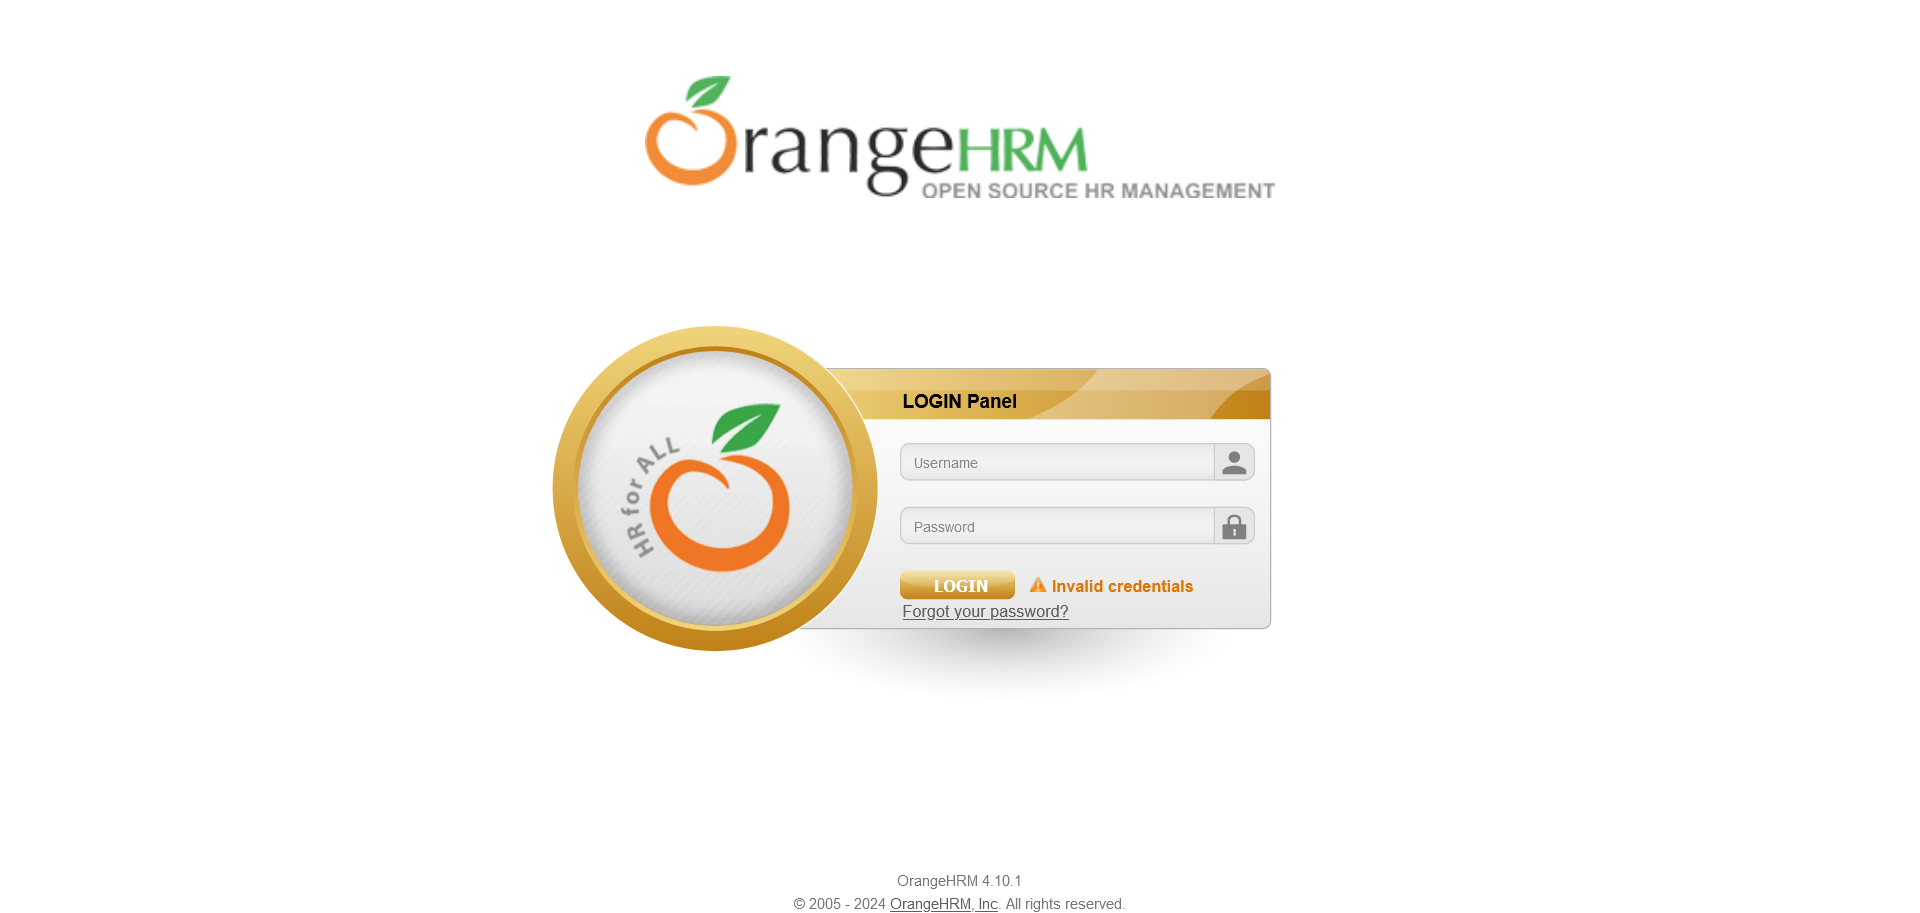 OrangeHRM
OPEN SOURCE HR MANAGEMENT
HR for ALL
LOGIN Panel
Username
Password
LOGIN Invalid credentials
Forgot your password?
OrangeHRM 4.10.1
© 2005 - 2024 OrangeHRM, Inc. All rights reserved.